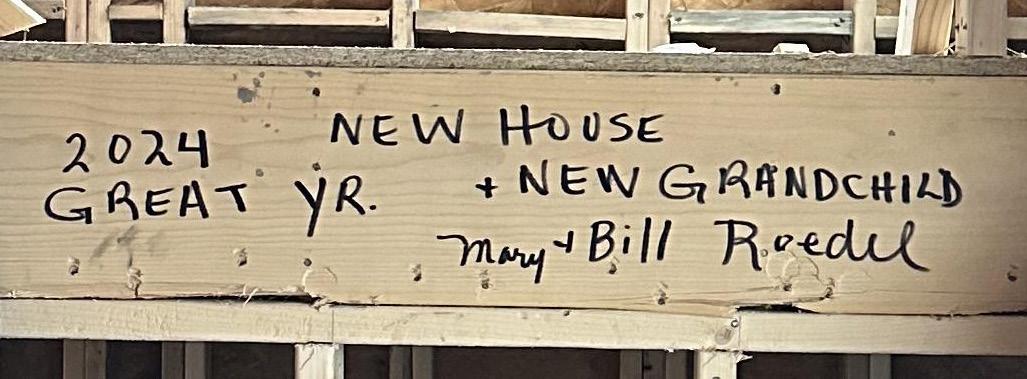 2024
GREAT YR.
NEW HOUSE
+ NEW GRANDCHILD
Mary + Bill Roedel